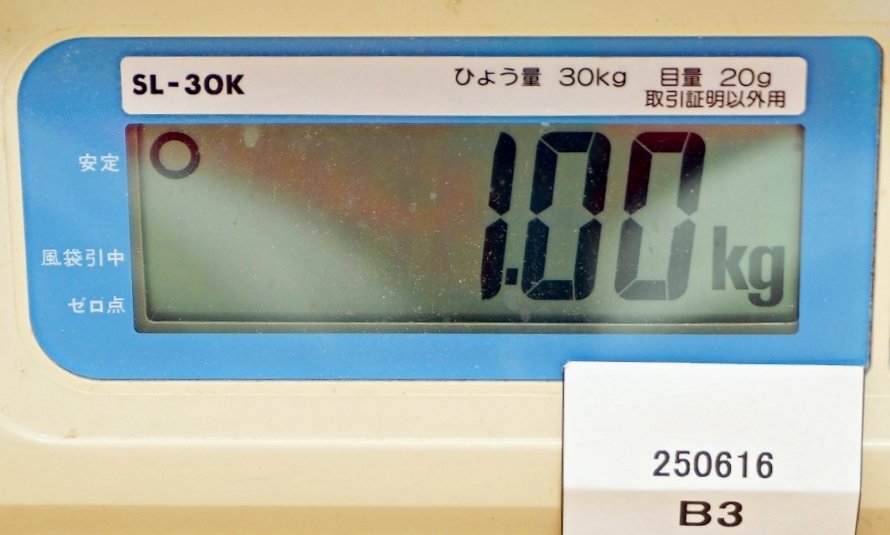 SL-30K
ひょう量 30kg 目量 20g
取引証明以外用
安定
1.00 kg
風袋引中
ゼロ点
250616
B3